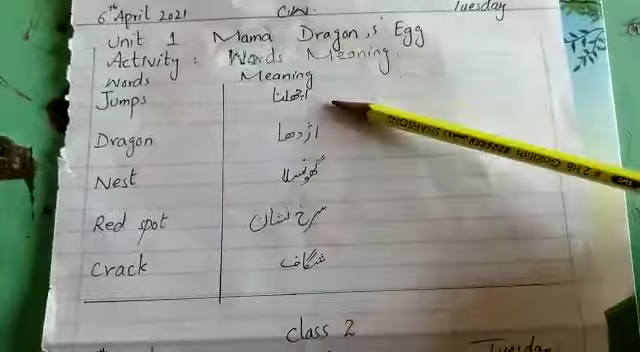 6th April 2021 C.W. Tuesday
Unit 1 Mama Dragon,s' Egg
Activity : Words Meaning.
Words Meaning
Jumps اچھلنا
Dragon اژدھا
Nest گھونسلا
Red spot سرخ نشان
Crack شگاف
class 2
Tuesday